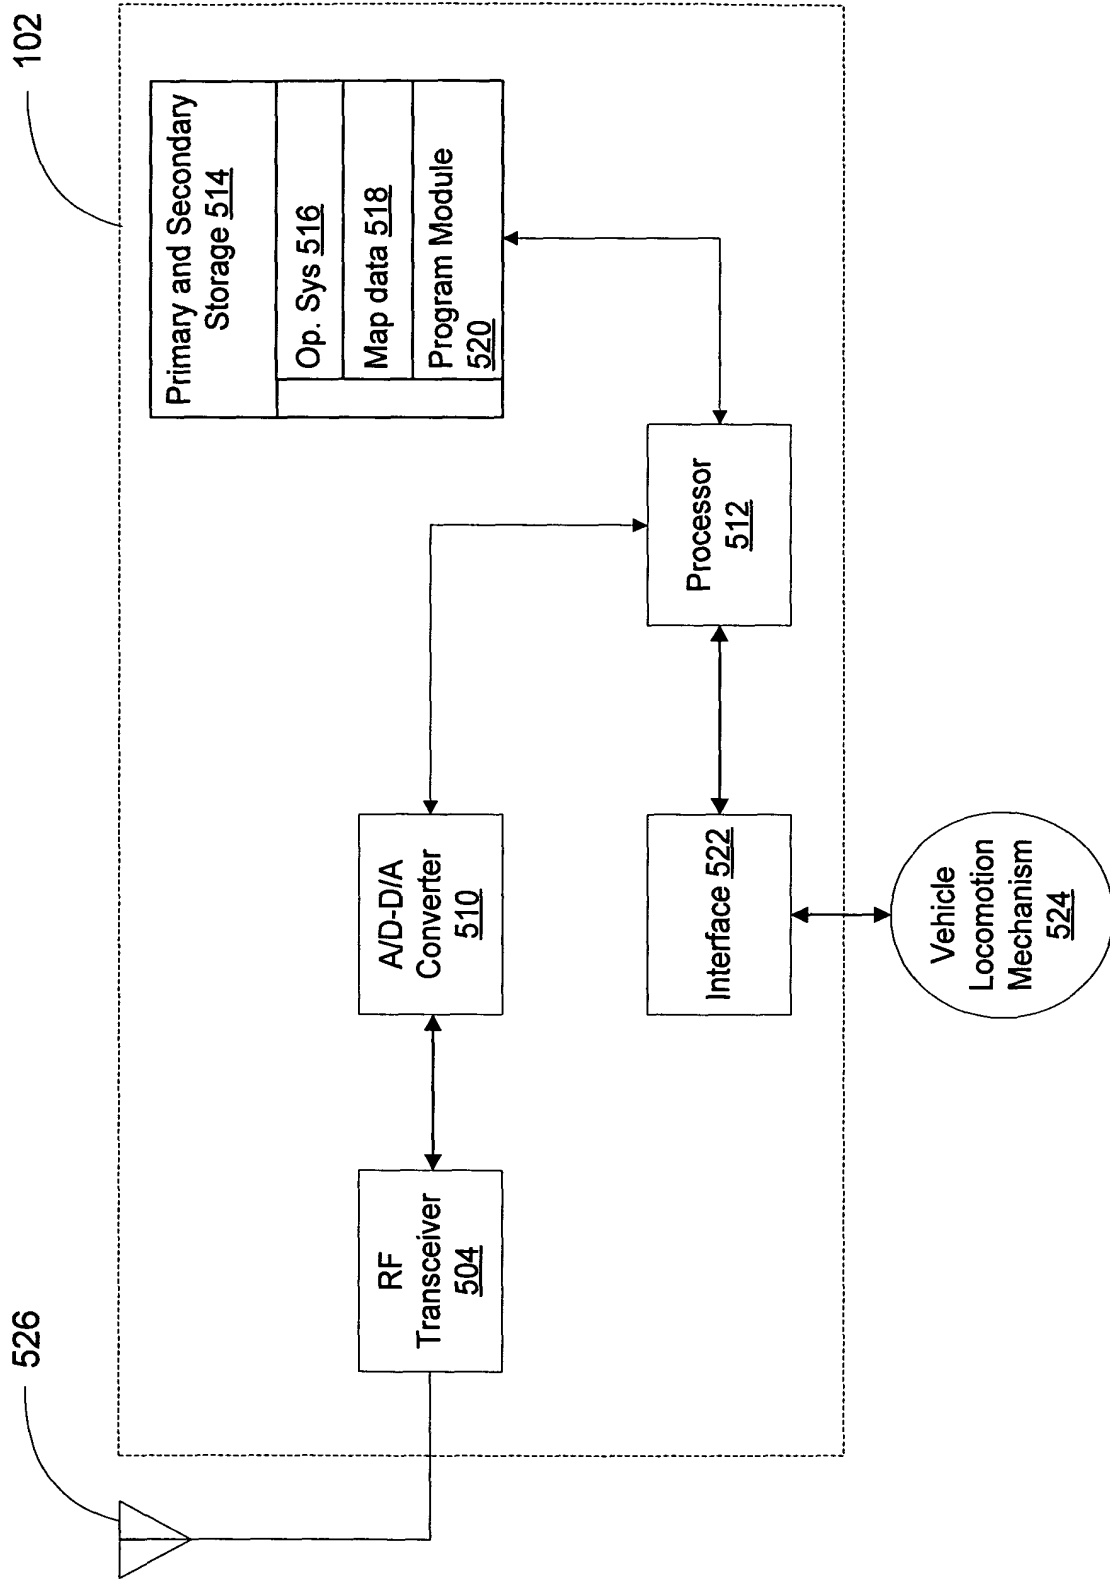 526
102
Primary and Secondary
Storage 514
Op. Sys 516
Map data 518
Program Module
520
RF
Transceiver
504
A/D-D/A
Converter
510
Processor
512
Interface 522
Vehicle
Locomotion
Mechanism
524